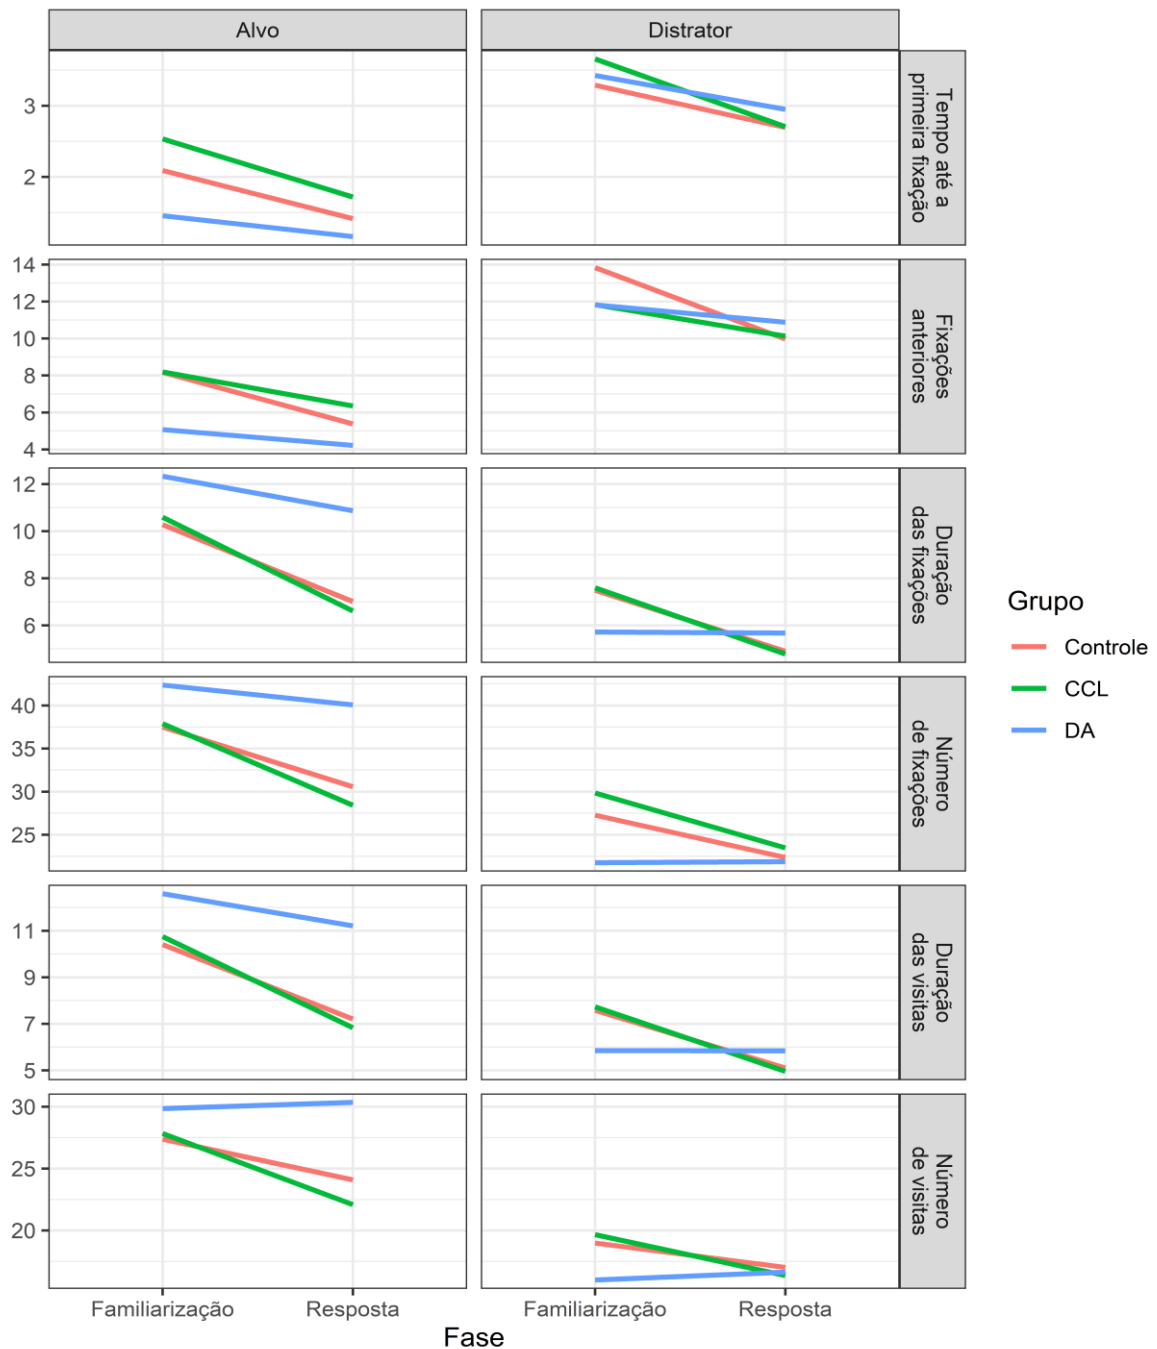 Alvo
Distrator
3
2
Tempo até a
primeira fixação
14
12
10
8
6
4
Fixações
anteriores
12
10
8
6
Duração
das fixações
40
35
30
25
Número
de fixações
11
9
7
5
Duração
das visitas
30
25
20
Número
de visitas
Familiarização
Resposta
Familiarização
Resposta
Fase
Grupo
Controle
CCL
DA